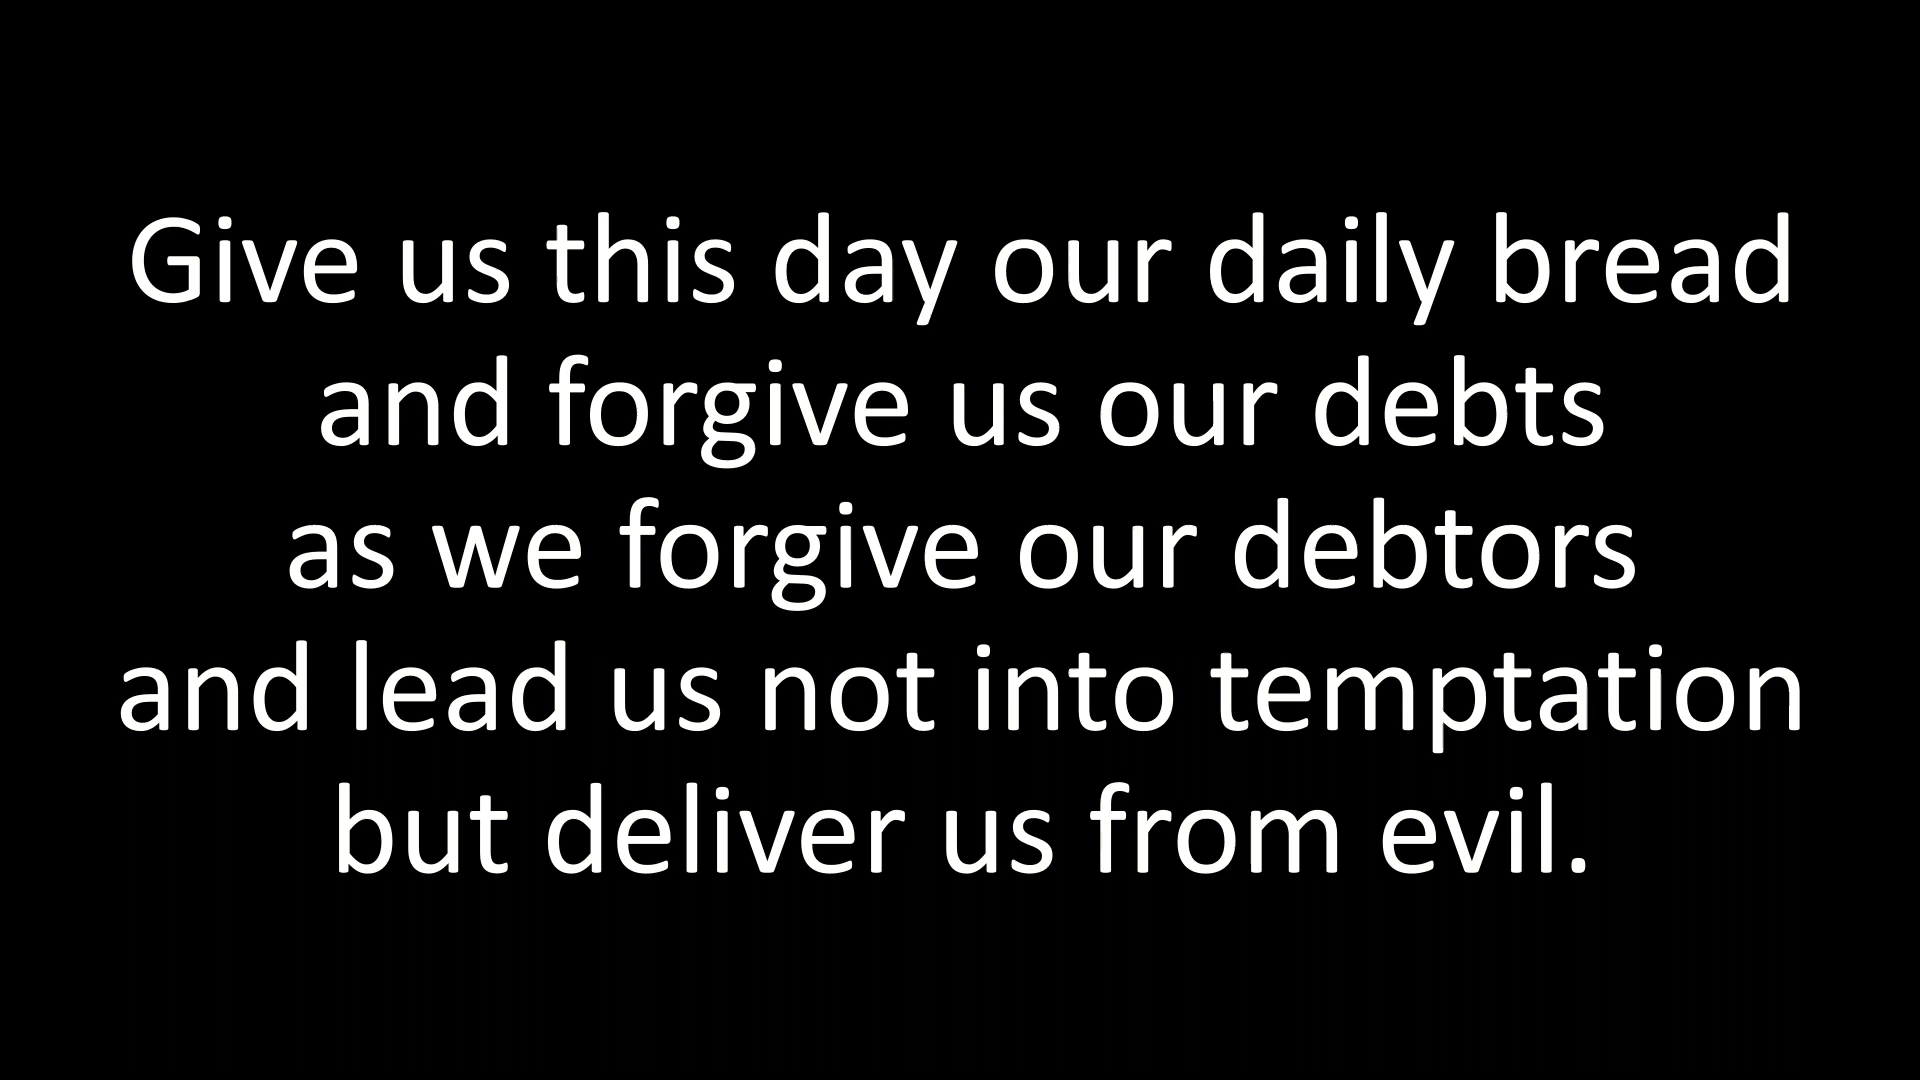 Give us this day our daily bread
and forgive us our debts
as we forgive our debtors
and lead us not into temptation
but deliver us from evil.